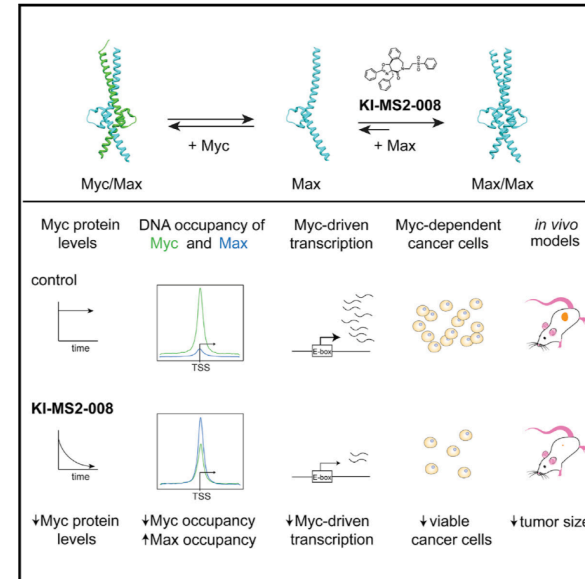 KI-MS2-008
+ Myc
+ Max
Myc/Max
Max
Max/Max
Myc protein levels
DNA occupancy of Myc and Max
Myc-driven transcription
Myc-dependent cancer cells
in vivo models
control
time
TSS
E-box
KI-MS2-008
time
TSS
E-box
↓Myc protein levels
↓Myc occupancy
↑Max occupancy
↓Myc-driven transcription
↓viable cancer cells
↓tumor size